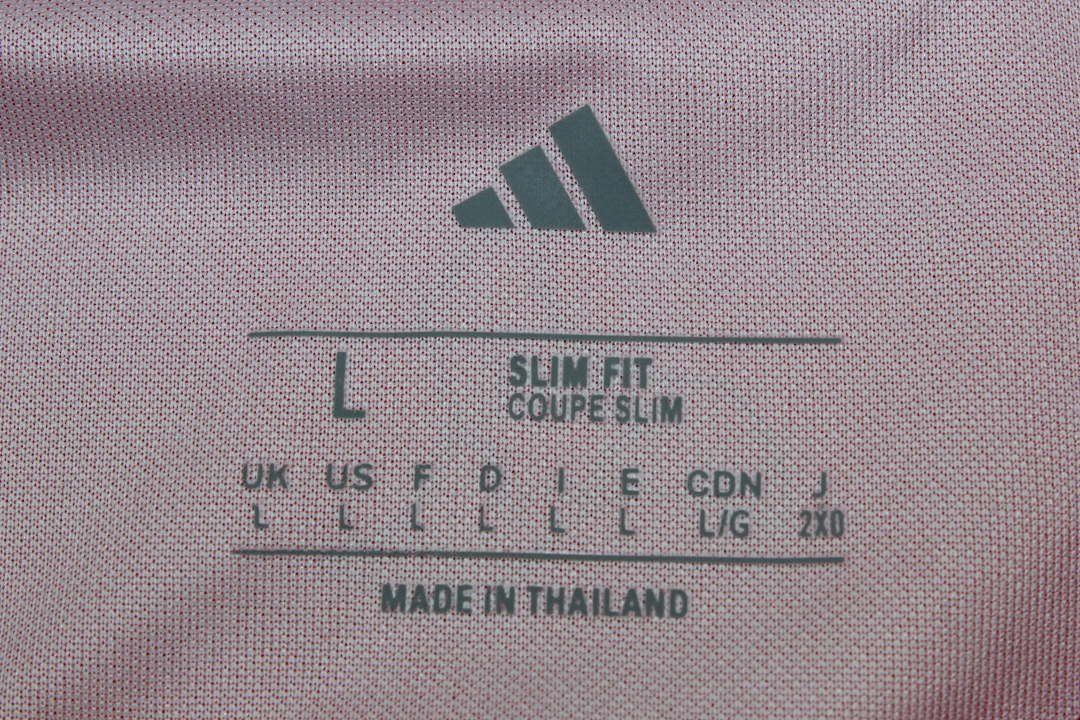 L SLIM FIT
COUPE SLIM
UK US F D I E CDN J
L L L L L L L/G 2XO
MADE IN THAILAND